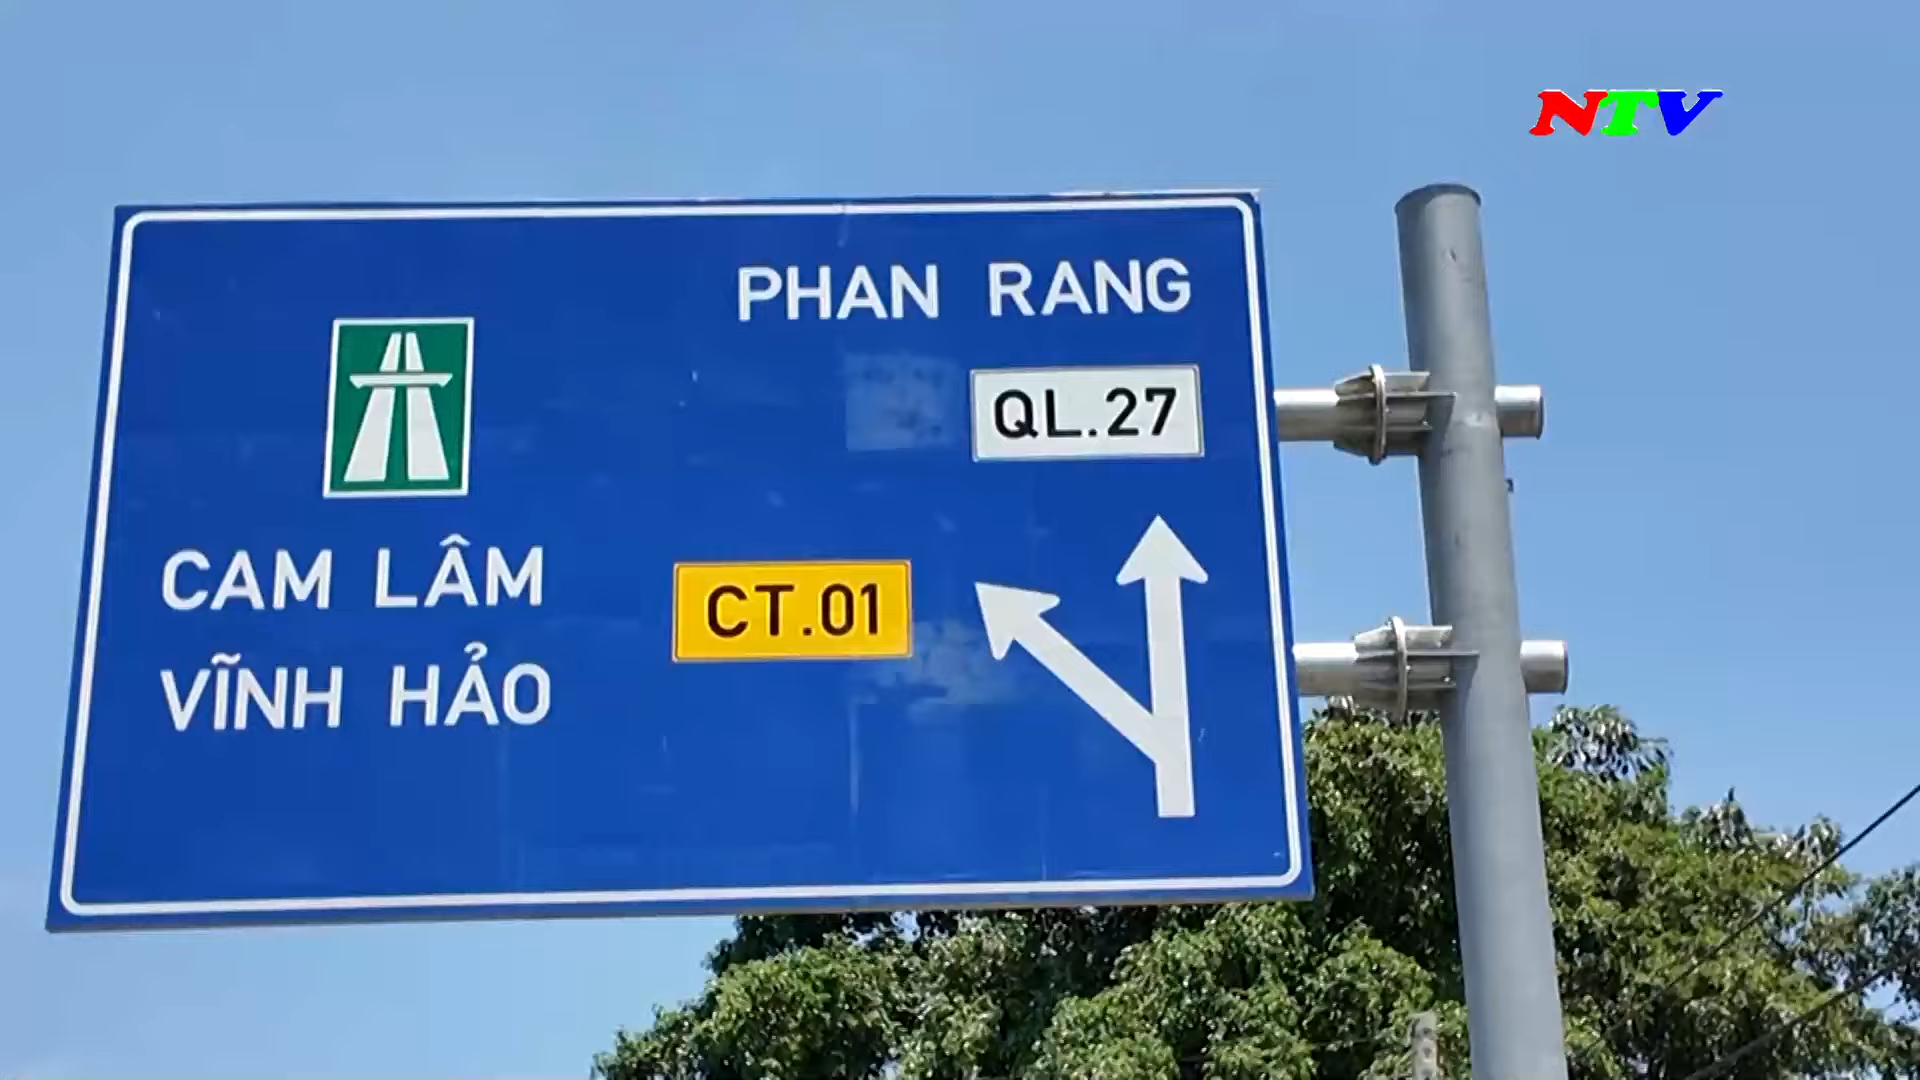 NTV
PHAN RANG
QL.27
CAM LÂM
VĨNH HẢO
CT.01